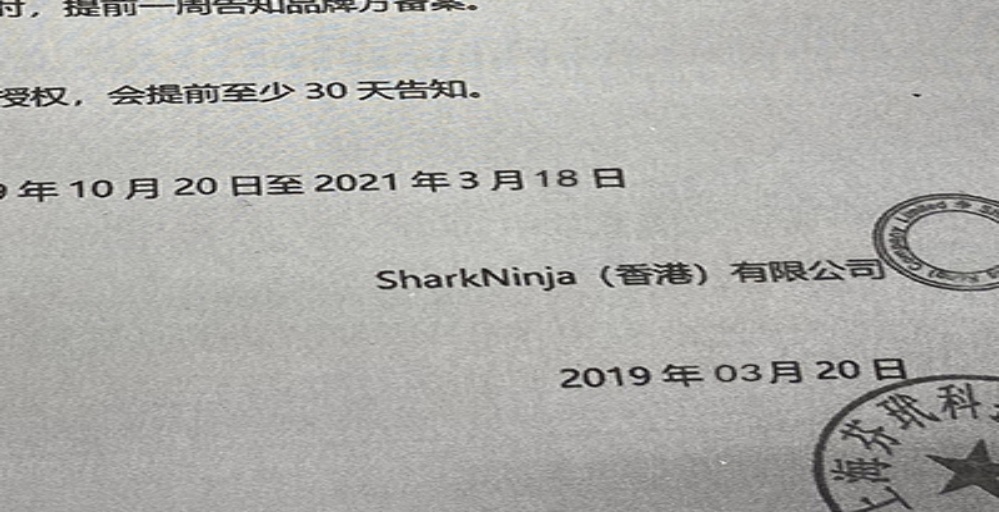 时，提前一周告知品牌方备案。
授权，会提前至少 30 天告知。
9 年 10 月 20 日至 2021 年 3 月 18 日
SharkNinja（香港）有限公司
Company Limited
2019 年 03 月 20 日
上海芬玳科